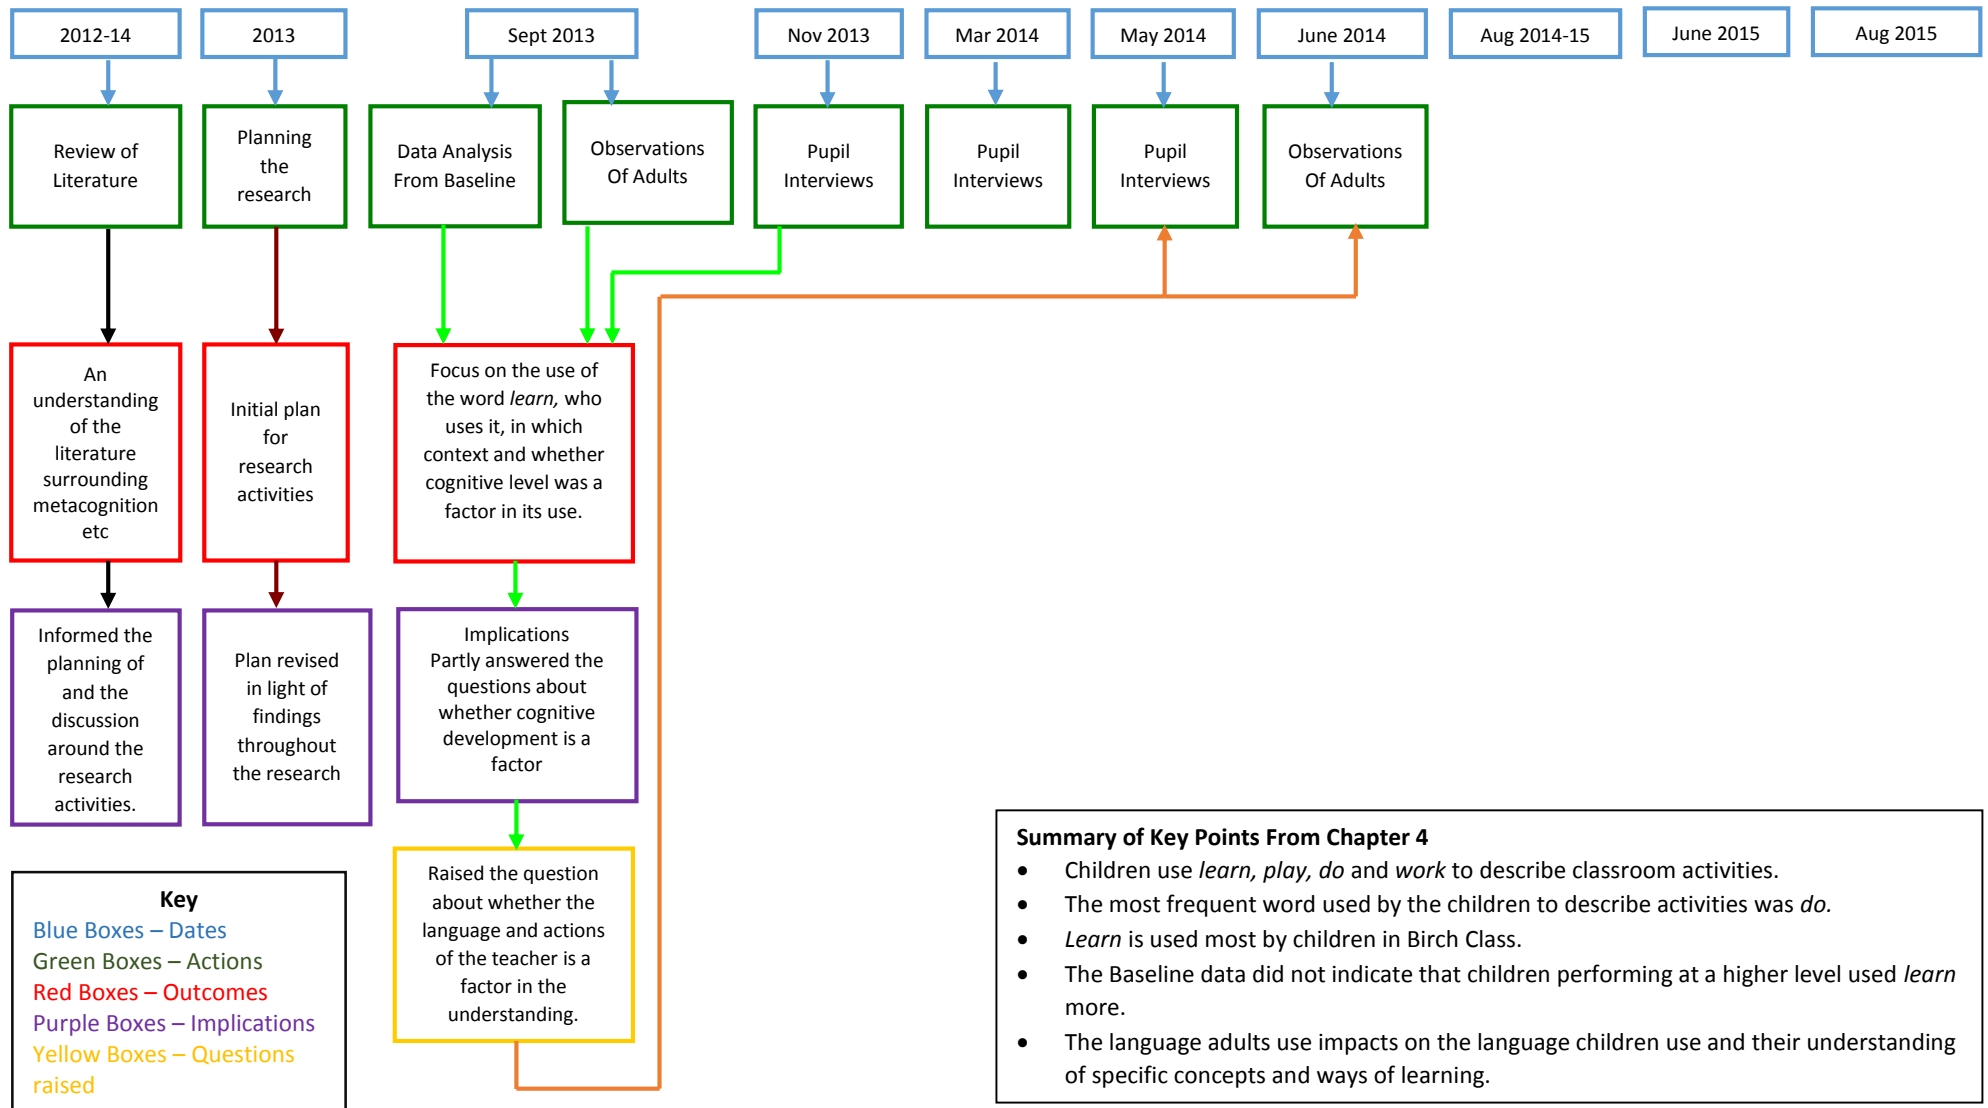 2012-14
2013
Sept 2013
Nov 2013
Mar 2014
May 2014
June 2014
Aug 2014-15
June 2015
Aug 2015
Review of
Literature
Planning
the
research
Data Analysis
From Baseline
Observations
Of Adults
Pupil
Interviews
Pupil
Interviews
Pupil
Interviews
Observations
Of Adults
An
understanding
of the
literature
surrounding
metacognition
etc
Initial plan
for
research
activities
Focus on the use of
the word learn, who
uses it, in which
context and whether
cognitive level was a
factor in its use.
Informed the
planning of
and the
discussion
around the
research
activities.
Plan revised
in light of
findings
throughout
the research
Implications
Partly answered the
questions about
whether cognitive
development is a
factor
Raised the question
about whether the
language and actions
of the teacher is a
factor in the
understanding.
Key
Blue Boxes – Dates
Green Boxes – Actions
Red Boxes – Outcomes
Purple Boxes – Implications
Yellow Boxes – Questions
raised
Summary of Key Points From Chapter 4
• Children use learn, play, do and work to describe classroom activities.
• The most frequent word used by the children to describe activities was do.
• Learn is used most by children in Birch Class.
• The Baseline data did not indicate that children performing at a higher level used learn
more.
• The language adults use impacts on the language children use and their understanding
of specific concepts and ways of learning.